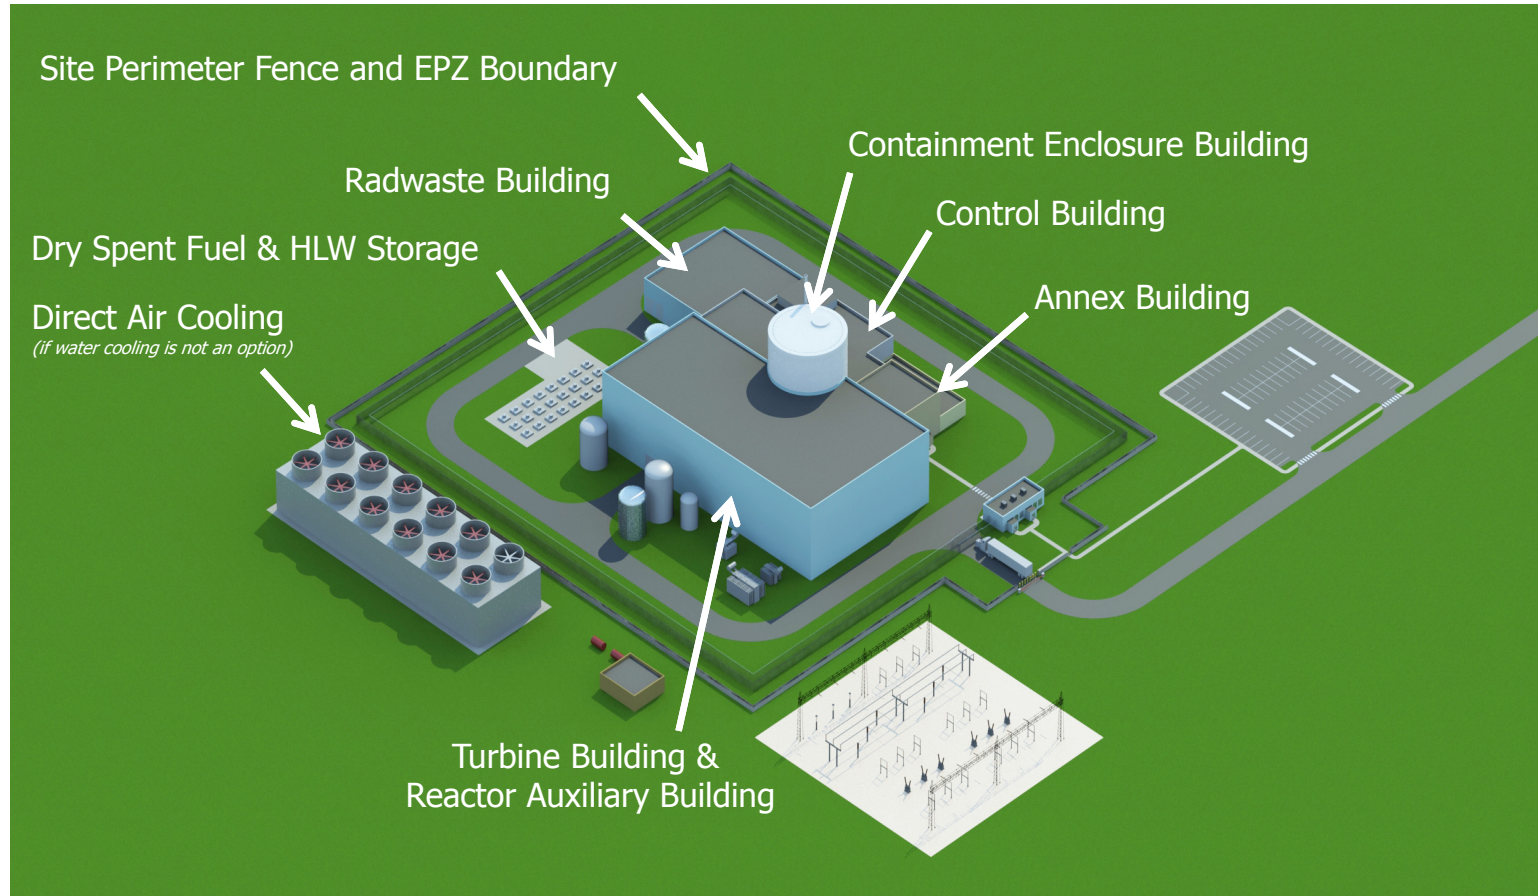 Site Perimeter Fence and EPZ Boundary
Containment Enclosure Building
Radwaste Building
Control Building
Dry Spent Fuel & HLW Storage
Annex Building
Direct Air Cooling
(if water cooling is not an option)
Turbine Building &
Reactor Auxiliary Building